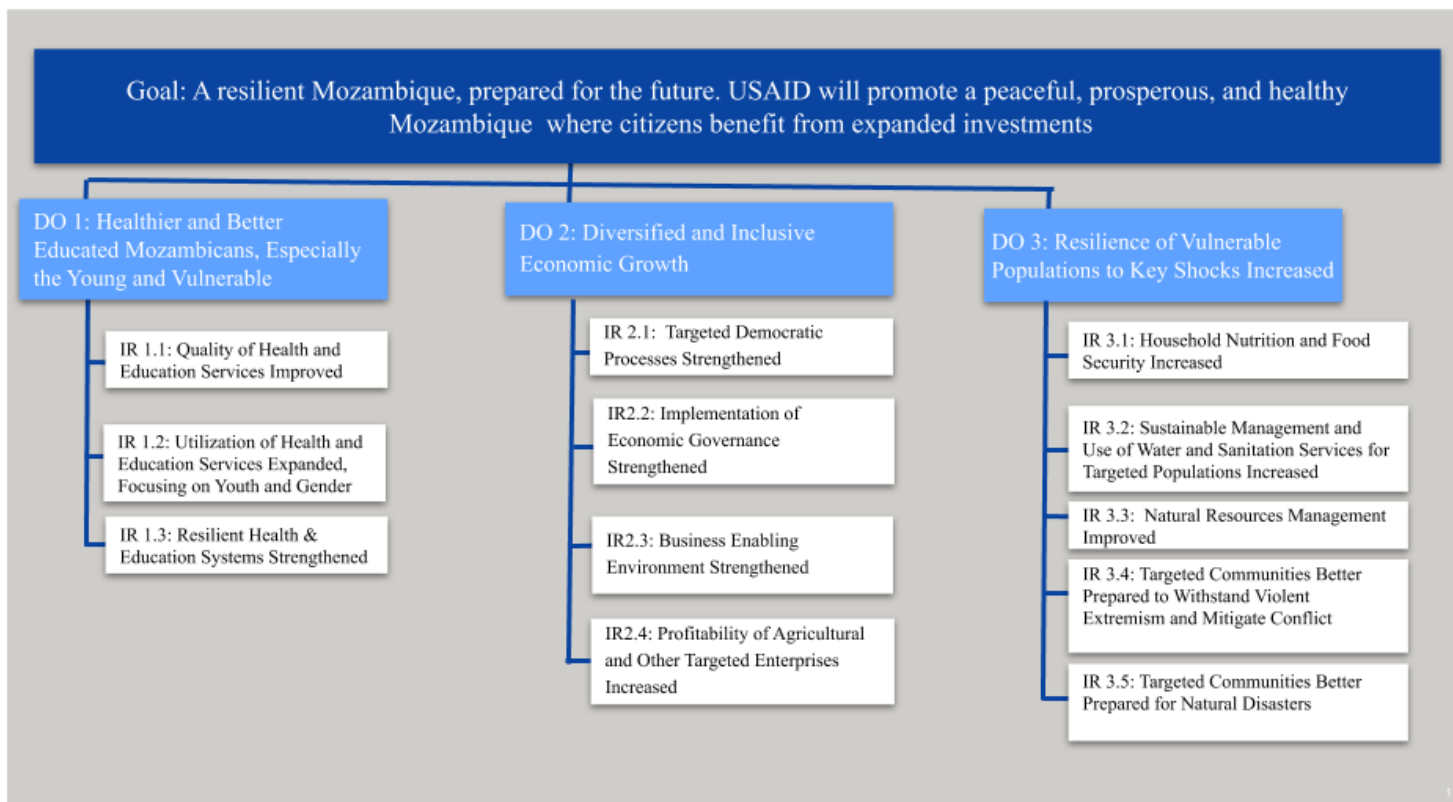 Goal: A resilient Mozambique, prepared for the future. USAID will promote a peaceful, prosperous, and healthy
Mozambique where citizens benefit from expanded investments
DO 1: Healthier and Better
Educated Mozambicans, Especially
the Young and Vulnerable
IR 1.1: Quality of Health and
Education Services Improved
IR 1.2: Utilization of Health and
Education Services Expanded,
Focusing on Youth and Gender
IR 1.3: Resilient Health &
Education Systems Strengthened
DO 2: Diversified and Inclusive
Economic Growth
IR 2.1: Targeted Democratic
Processes Strengthened
IR2.2: Implementation of
Economic Governance
Strengthened
IR2.3: Business Enabling
Environment Strengthened
IR2.4: Profitability of Agricultural
and Other Targeted Enterprises
Increased
DO 3: Resilience of Vulnerable
Populations to Key Shocks Increased
IR 3.1: Household Nutrition and Food
Security Increased
IR 3.2: Sustainable Management and
Use of Water and Sanitation Services for
Targeted Populations Increased
IR 3.3: Natural Resources Management
Improved
IR 3.4: Targeted Communities Better
Prepared to Withstand Violent
Extremism and Mitigate Conflict
IR 3.5: Targeted Communities Better
Prepared for Natural Disasters